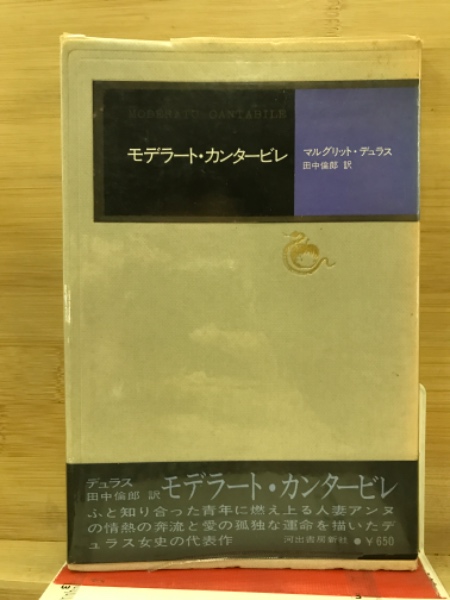 MODERATO CANTABILE
モデラート・カンタービレ
マルグリット・デュラス
田中倫郎 訳
デュラス
田中倫郎 訳
モデラート・カンタービレ
ふと知り合った青年に燃え上る人妻アンヌ
の情熱の奔流と愛の孤独な運命を描いたデ
ュラス女史の代表作
河出書房新社 ●¥650